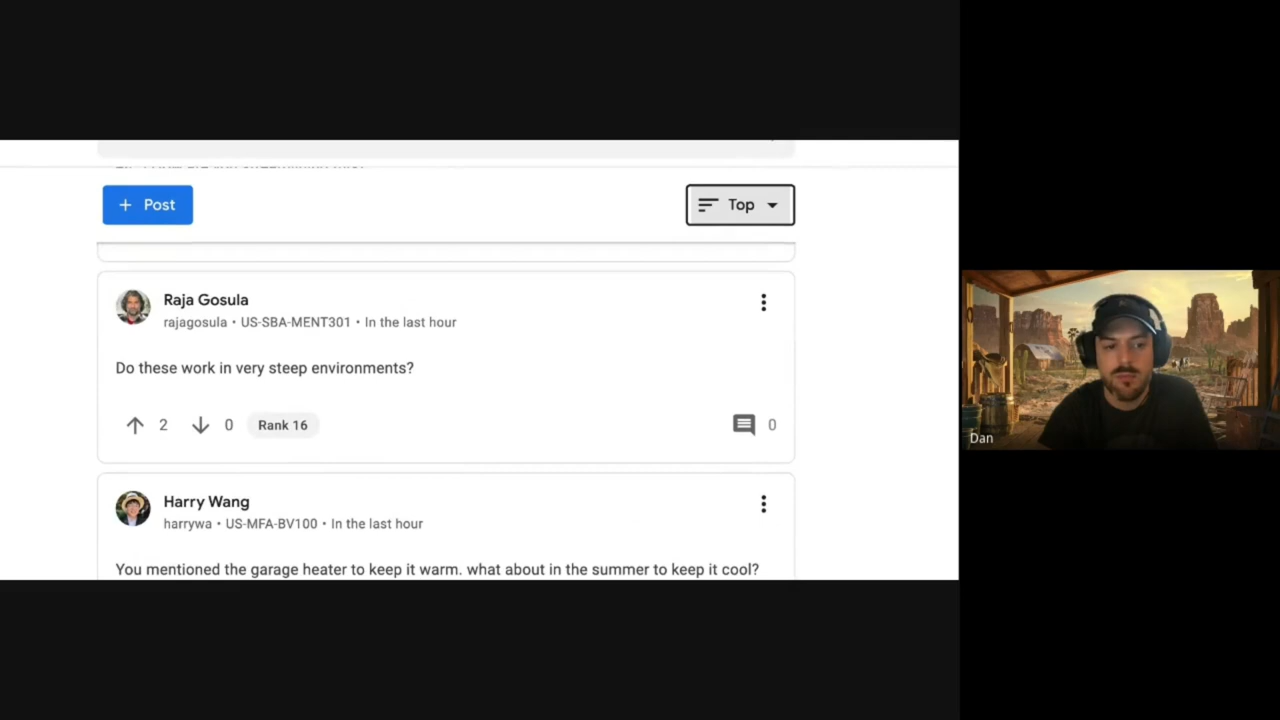 + Post
Top
Raja Gosula
rajagosula • US-SBA-MENT301 • In the last hour
Do these work in very steep environments?
2 0 Rank 16 0
Harry Wang
harrywa • US-MFA-BV100 • In the last hour
You mentioned the garage heater to keep it warm. what about in the summer to keep it cool?
Dan